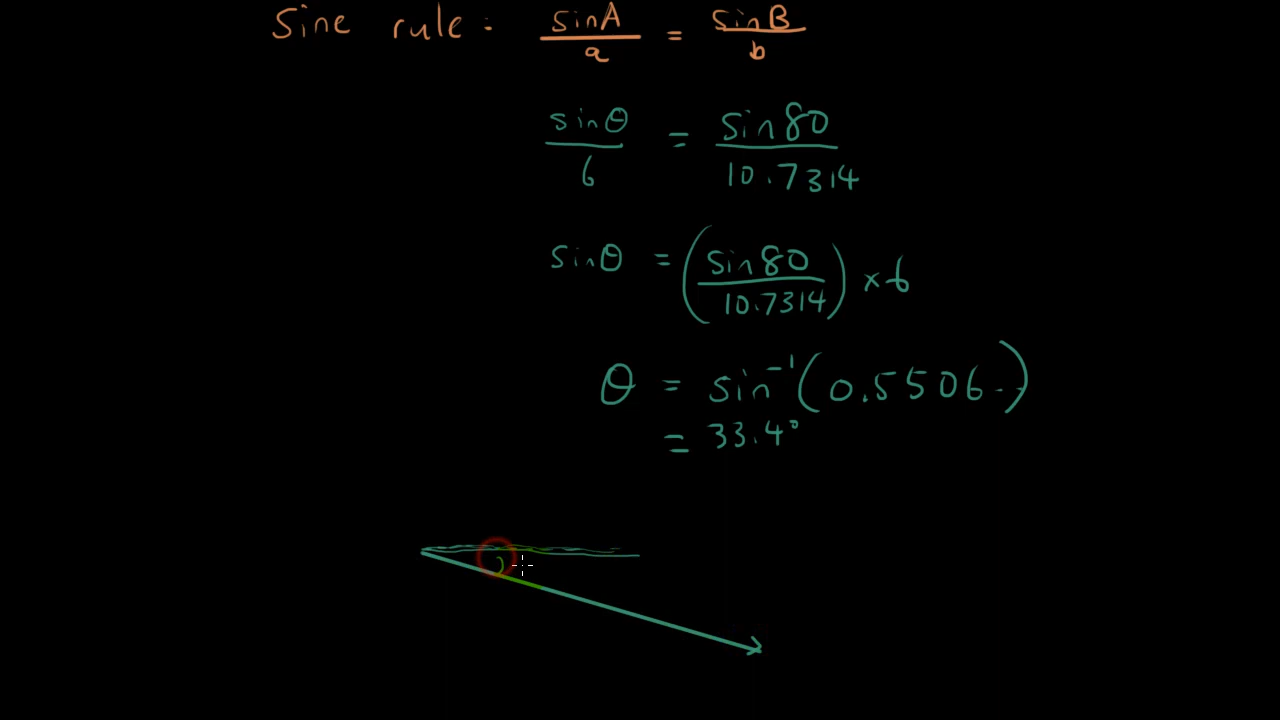 Sine rule: sinA/a = sinB/b
sinθ/6 = sin80/10.7314
sinθ = (sin80/10.7314) ×6
θ = sin⁻¹(0.5506..)
= 33.4°